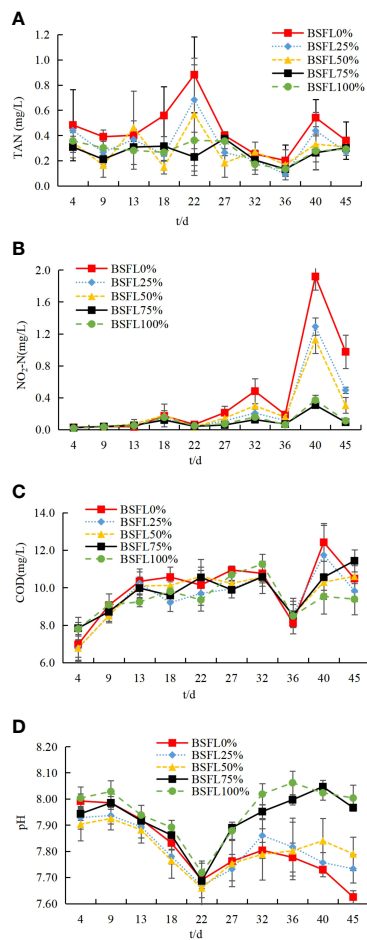 A
1.2
1.0
0.8
0.6
0.4
0.2
0.0
TAN (mg/L)
BSFL0%
BSFL25%
BSFL50%
BSFL75%
BSFL100%
4 9 13 18 22 27 32 36 40 45
t/d
B
2.0
1.6
1.2
0.8
0.4
0.0
NO₂-N(mg/L)
BSFL0%
BSFL25%
BSFL50%
BSFL75%
BSFL100%
4 9 13 18 22 27 32 36 40 45
t/d
C
14.0
12.0
10.0
8.0
6.0
COD(mg/L)
BSFL0%
BSFL25%
BSFL50%
BSFL75%
BSFL100%
4 9 13 18 22 27 32 36 40 45
t/d
D
8.20
8.10
8.00
7.90
7.80
7.70
7.60
pH
BSFL0%
BSFL25%
BSFL50%
BSFL75%
BSFL100%
4 9 13 18 22 27 32 36 40 45
t/d